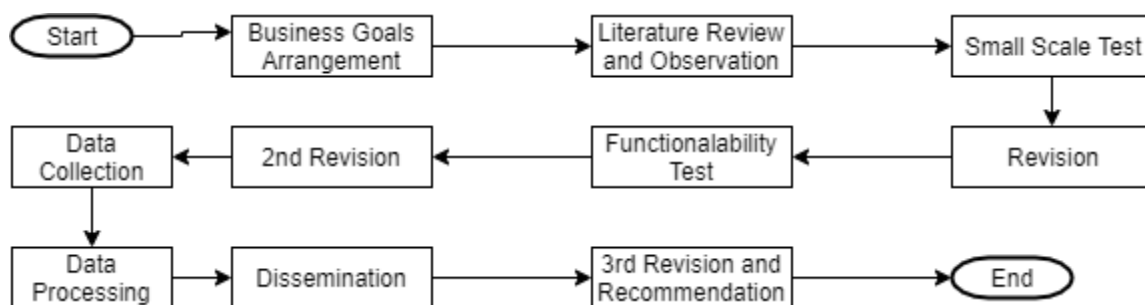 Start
Business Goals
Arrangement
Literature Review
and Observation
Small Scale Test
Revision
Functionalability
Test
2nd Revision
Data
Collection
Data
Processing
Dissemination
3rd Revision and
Recommendation
End